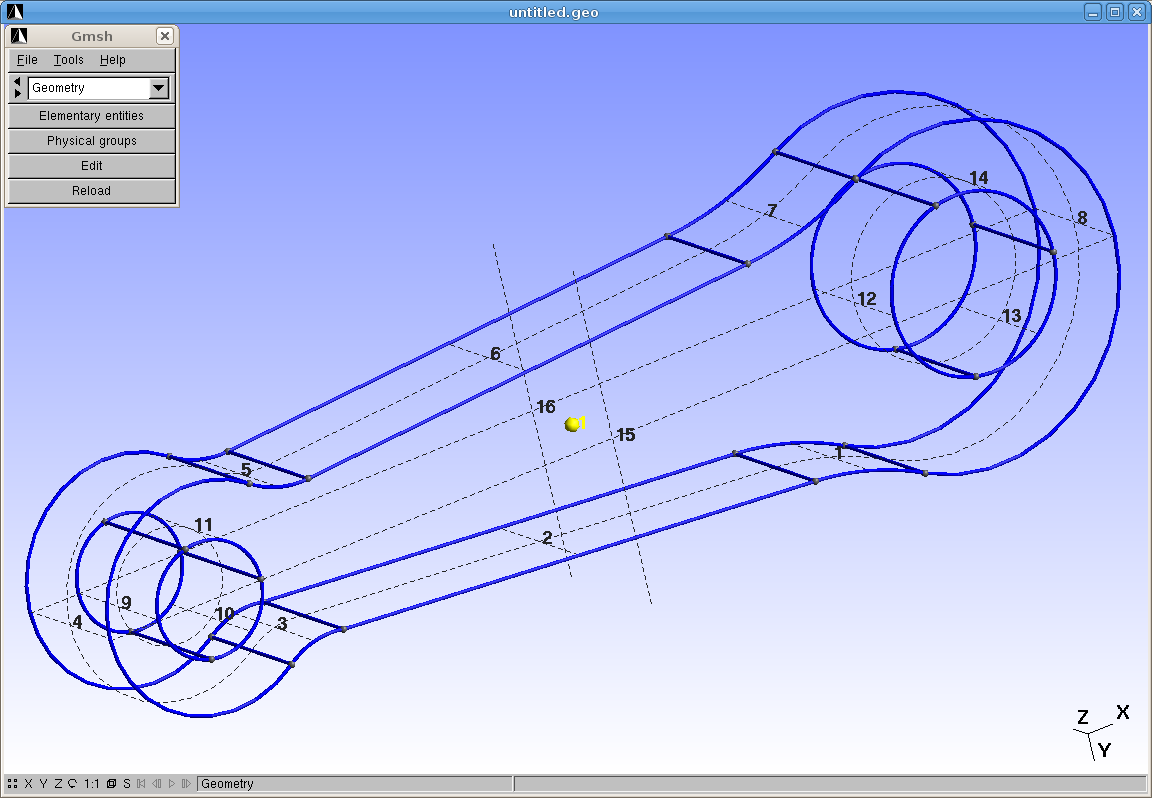 untitled.geo
Gmsh
File Tools Help
Geometry
Elementary entities
Physical groups
Edit
Reload
14
7
8
12
13
6
16
1
15
5
1
11
2
9
10
4
3
Z X
Y
X Y Z 1:1 S Geometry